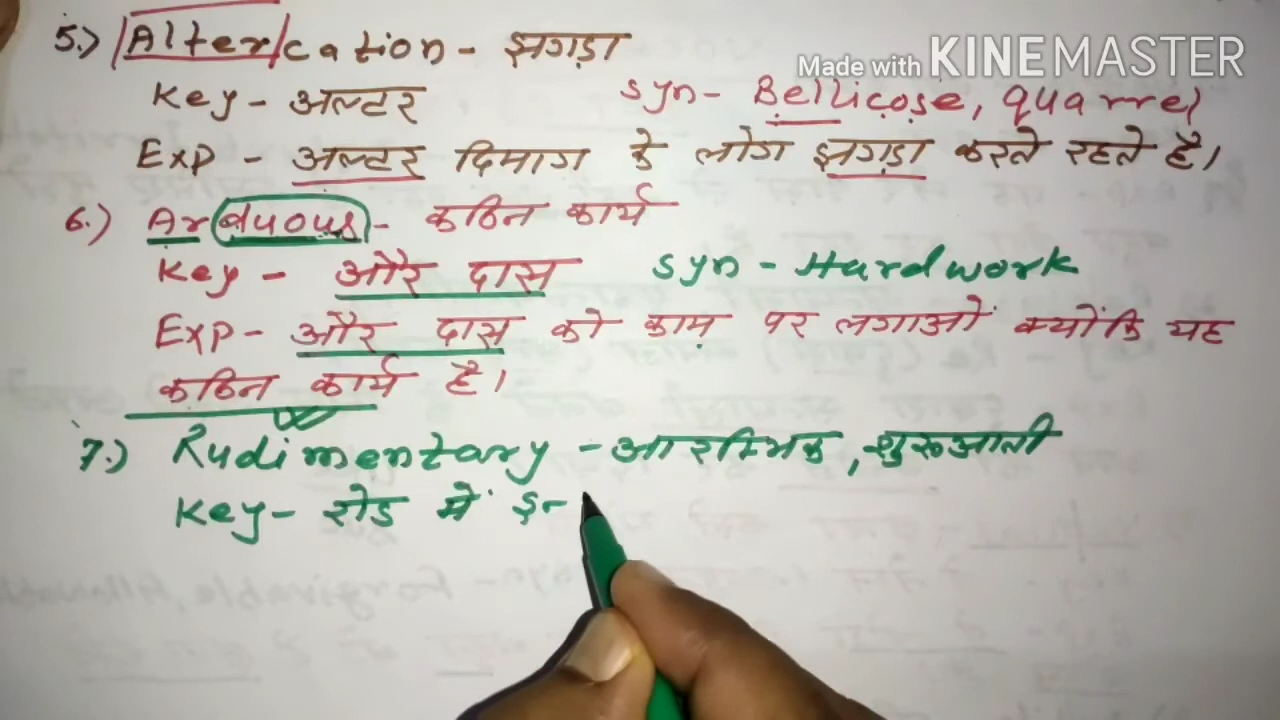 5.) Altercation - झगड़ा
Made with KINEMASTER
Key - अल्टर
syn - Bellicose, quarrel
Exp - अल्टर दिमाग के लोग झगड़ा करते रहते है।
6.) Arduous - कठिन कार्य
Key - और दास
syn - Hardwork
Exp - और दास को काम पर लगाओं क्योंकि यह
कठिन कार्य है।
7.) Rudimentary - आरम्भिक, शुरुआती
Key - रोड में